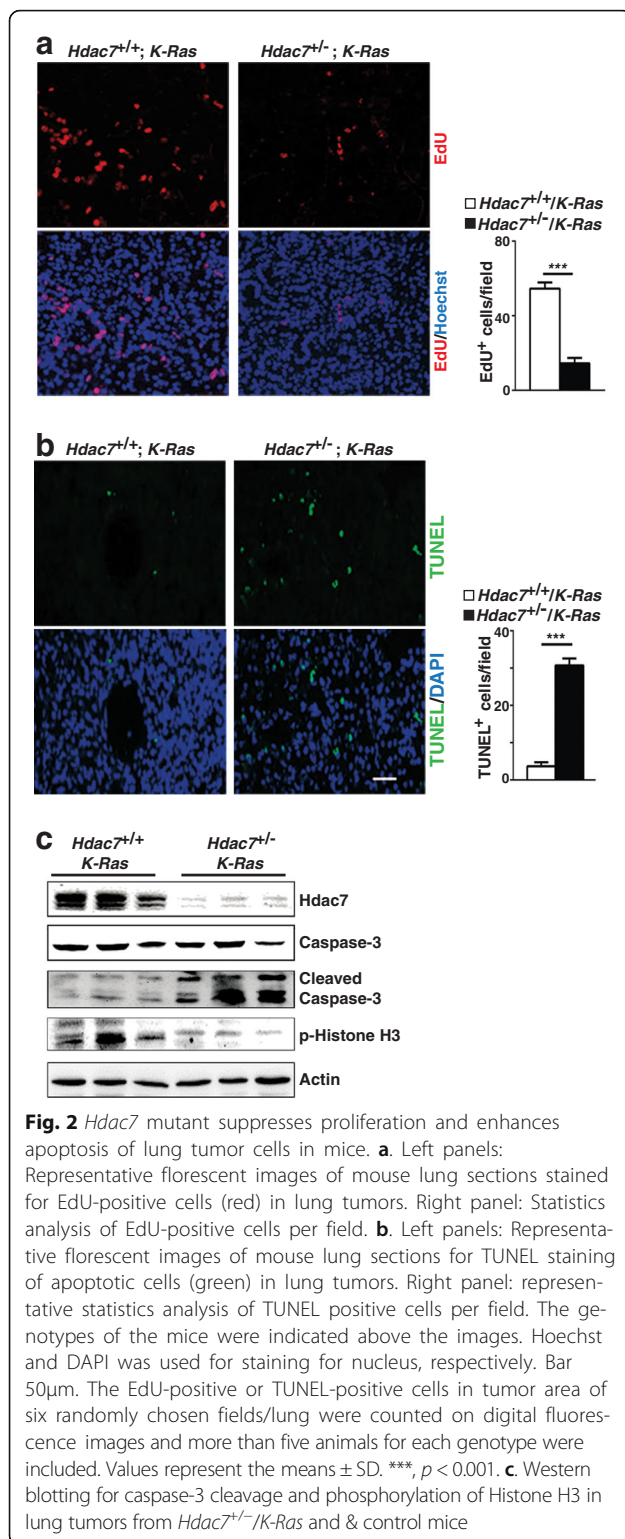 a
Hdac7+/+; K-Ras
Hdac7+/- ; K-Ras
EdU
EdU/Hoechst
Hdac7+/+/K-Ras
Hdac7+/-/K-Ras
EdU+ cells/field
80
40
0
***
b
Hdac7+/+; K-Ras
Hdac7+/- ; K-Ras
TUNEL
TUNEL/DAPI
Hdac7+/+/K-Ras
Hdac7+/-/K-Ras
TUNEL+ cells/field
40
20
0
***
c
Hdac7+/+
K-Ras
Hdac7+/-
K-Ras
Hdac7
Caspase-3
Cleaved
Caspase-3
p-Histone H3
Actin
Fig. 2 Hdac7 mutant suppresses proliferation and enhances
apoptosis of lung tumor cells in mice. a. Left panels:
Representative florescent images of mouse lung sections stained
for EdU-positive cells (red) in lung tumors. Right panel: Statistics
analysis of EdU-positive cells per field. b. Left panels: Representa-
tive florescent images of mouse lung sections for TUNEL staining
of apoptotic cells (green) in lung tumors. Right panel: represen-
tative statistics analysis of TUNEL positive cells per field. The ge-
notypes of the mice were indicated above the images. Hoechst
and DAPI was used for staining for nucleus, respectively. Bar
50μm. The EdU-positive or TUNEL-positive cells in tumor area of
six randomly chosen fields/lung were counted on digital fluores-
cence images and more than five animals for each genotype were
included. Values represent the means ± SD. ***, p < 0.001. c. Western
blotting for caspase-3 cleavage and phosphorylation of Histone H3 in
lung tumors from Hdac7+/−/K-Ras and & control mice